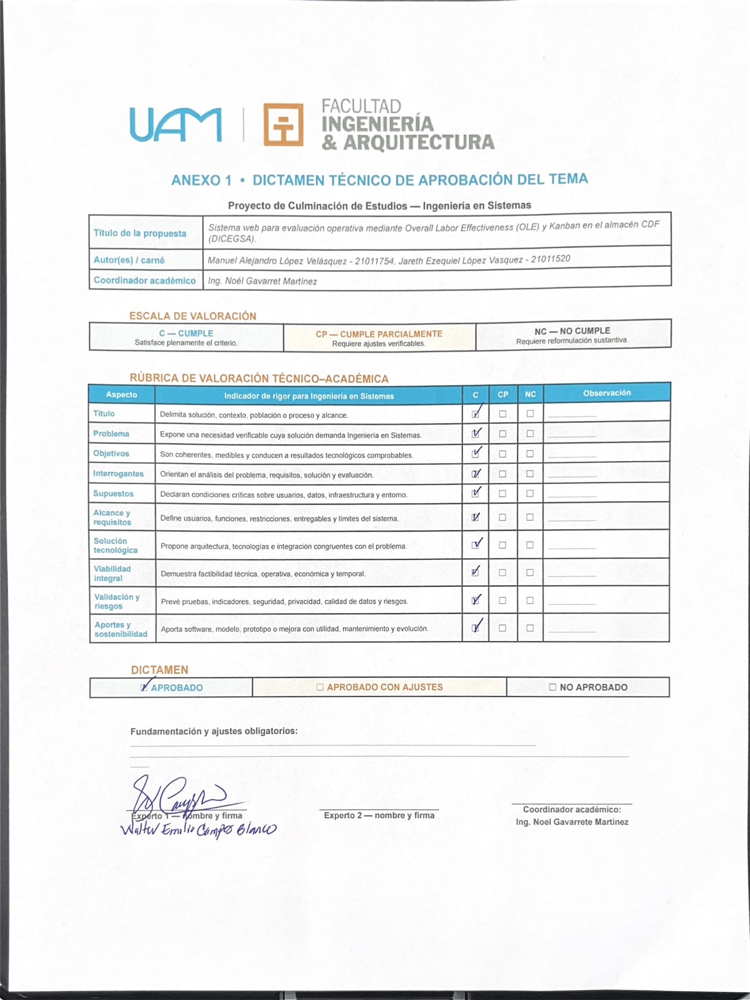 UAM
FACULTAD
INGENIERÍA
& ARQUITECTURA
ANEXO 1 • DICTAMEN TÉCNICO DE APROBACIÓN DEL TEMA
Proyecto de Culminación de Estudios — Ingeniería en Sistemas
Título de la propuesta
Sistema web para evaluación operativa mediante Overall Labor Effectiveness (OLE) y Kanban en el almacén CDF
(DICEGSA).
Autor(es) / carné
Manuel Alejandro López Velásquez - 21011754, Jareth Ezequiel López Vasquez - 21011520
Coordinador académico
Ing. Noél Gavarret Martinez
ESCALA DE VALORACIÓN
C — CUMPLE
Satisface plenamente el criterio.
CP — CUMPLE PARCIALMENTE
Requiere ajustes verificables.
NC — NO CUMPLE
Requiere reformulación sustantiva.
RÚBRICA DE VALORACIÓN TÉCNICO–ACADÉMICA
Aspecto Indicador de rigor para Ingeniería en Sistemas C CP NC Observación
Título Delimita solución, contexto, población o proceso y alcance. ☑ ☐ ☐
Problema Expone una necesidad verificable cuya solución demanda Ingeniería en Sistemas. ☑ ☐ ☐
Objetivos Son coherentes, medibles y conducen a resultados tecnológicos comprobables. ☑ ☐ ☐
Interrogantes Orientan el análisis del problema, requisitos, solución y evaluación. ☑ ☐ ☐
Supuestos Declaran condiciones críticas sobre usuarios, datos, infraestructura y entorno. ☑ ☐ ☐
Alcance y
requisitos
Define usuarios, funciones, restricciones, entregables y límites del sistema. ☑ ☐ ☐
Solución
tecnológica
Propone arquitectura, tecnologías e integración congruentes con el problema. ☑ ☐ ☐
Viabilidad
integral
Demuestra factibilidad técnica, operativa, económica y temporal. ☑ ☐ ☐
Validación y
riesgos
Prevé pruebas, indicadores, seguridad, privacidad, calidad de datos y riesgos. ☑ ☐ ☐
Aportes y
sostenibilidad
Aporta software, modelo, prototipo o mejora con utilidad, mantenimiento y evolución. ☑ ☐ ☐
DICTAMEN
☑ APROBADO ☐ APROBADO CON AJUSTES ☐ NO APROBADO
Fundamentación y ajustes obligatorios:
Experto 1 — nombre y firma
Walter Emilio Campos Blanco
Experto 2 — nombre y firma
Coordinador académico:
Ing. Noel Gavarrete Martinez